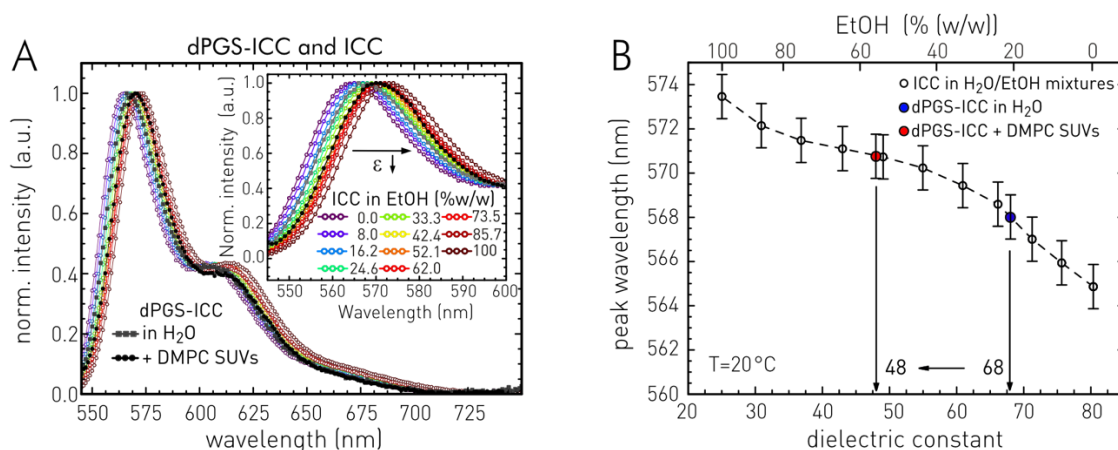 A
dPGS-ICC and ICC
norm. intensity (a.u.)
1.0
0.8
0.6
0.4
0.2
0.0
545
575
600
625
650
675
700
725
wavelength (nm)
dPGS-ICC
in H₂O
+ DMPC SUVs
Norm. intensity (a.u.)
1.0
0.8
0.6
0.4
0.2
0.0
550
560
570
580
590
600
Wavelength (nm)
ε
ICC in EtOH (%w/w)
0.0 33.3 73.5
8.0 42.4 85.7
16.2 52.1 100
24.6 62.0
B
EtOH (% (w/w))
100 80 60 40 20 0
peak wavelength (nm)
574
572
570
568
566
564
562
560
ICC in H₂O/EtOH mixtures
dPGS-ICC in H₂O
dPGS-ICC + DMPC SUVs
T=20°C
48
68
20 30 40 50 60 70 80
dielectric constant